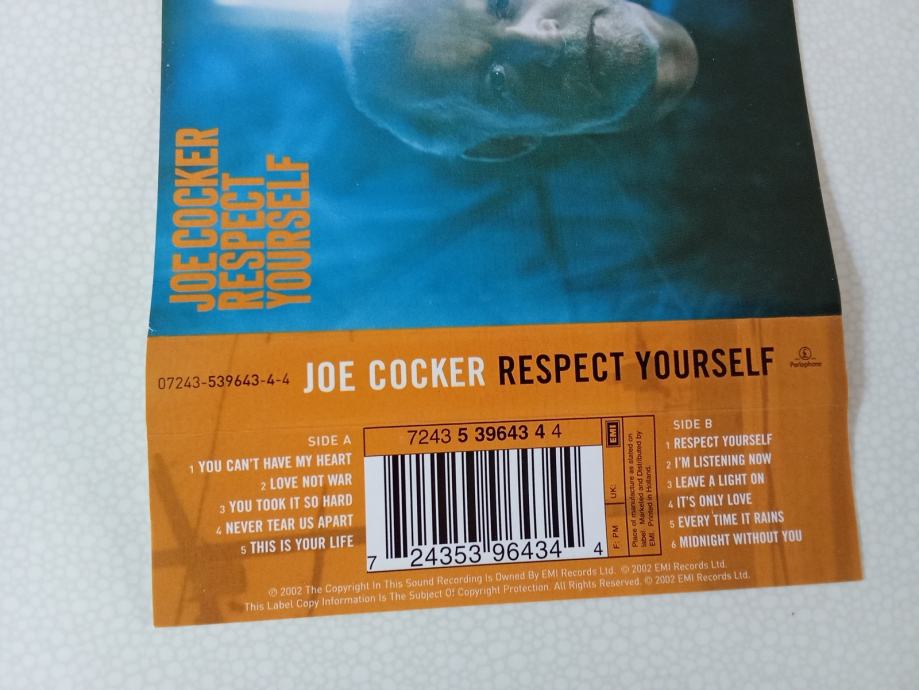 JOE COCKER
RESPECT
YOURSELF
07243-539643-4-4
JOE COCKER RESPECT YOURSELF
Parlophone
SIDE A
1 YOU CAN'T HAVE MY HEART
2 LOVE NOT WAR
3 YOU TOOK IT SO HARD
4 NEVER TEAR US APART
5 THIS IS YOUR LIFE
7243 5 39643 4 4
7 24353 96434 4
EMI
UK:
F: PM
Place of manufacture as stated on
label. Marketed and Distributed by
EMI. Printed in Holland.
SIDE B
1 RESPECT YOURSELF
2 I'M LISTENING NOW
3 LEAVE A LIGHT ON
4 IT'S ONLY LOVE
5 EVERY TIME IT RAINS
6 MIDNIGHT WITHOUT YOU
© 2002 The Copyright In This Sound Recording Is Owned By EMI Records Ltd. © 2002 EMI Records Ltd.
This Label Copy Information Is The Subject Of Copyright Protection. All Rights Reserved. © 2002 EMI Records Ltd.